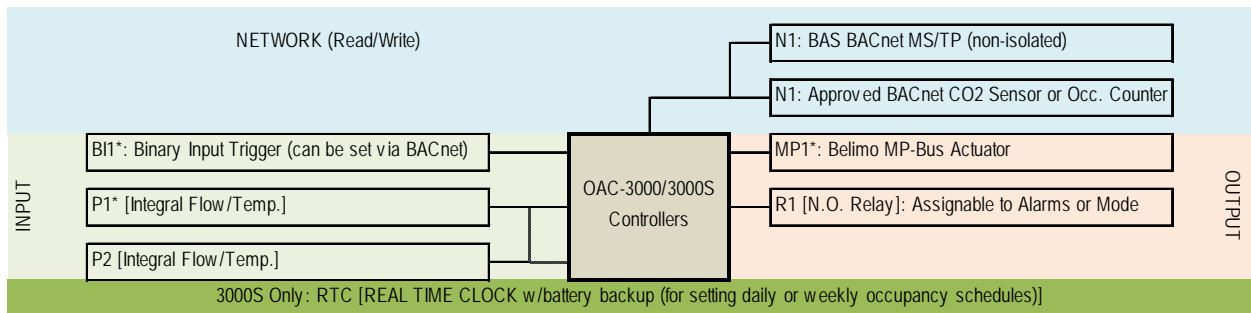 NETWORK (Read/Write)
N1: BAS BACnet MS/TP (non-isolated)
N1: Approved BACnet CO2 Sensor or Occ. Counter
INPUT
BI1*: Binary Input Trigger (can be set via BACnet)
P1* [Integral Flow/Temp.]
P2 [Integral Flow/Temp.]
OAC-3000/3000S
Controllers
MP1*: Belimo MP-Bus Actuator
R1 [N.O. Relay]: Assignable to Alarms or Mode
OUTPUT
3000S Only: RTC [REAL TIME CLOCK w/battery backup (for setting daily or weekly occupancy schedules)]